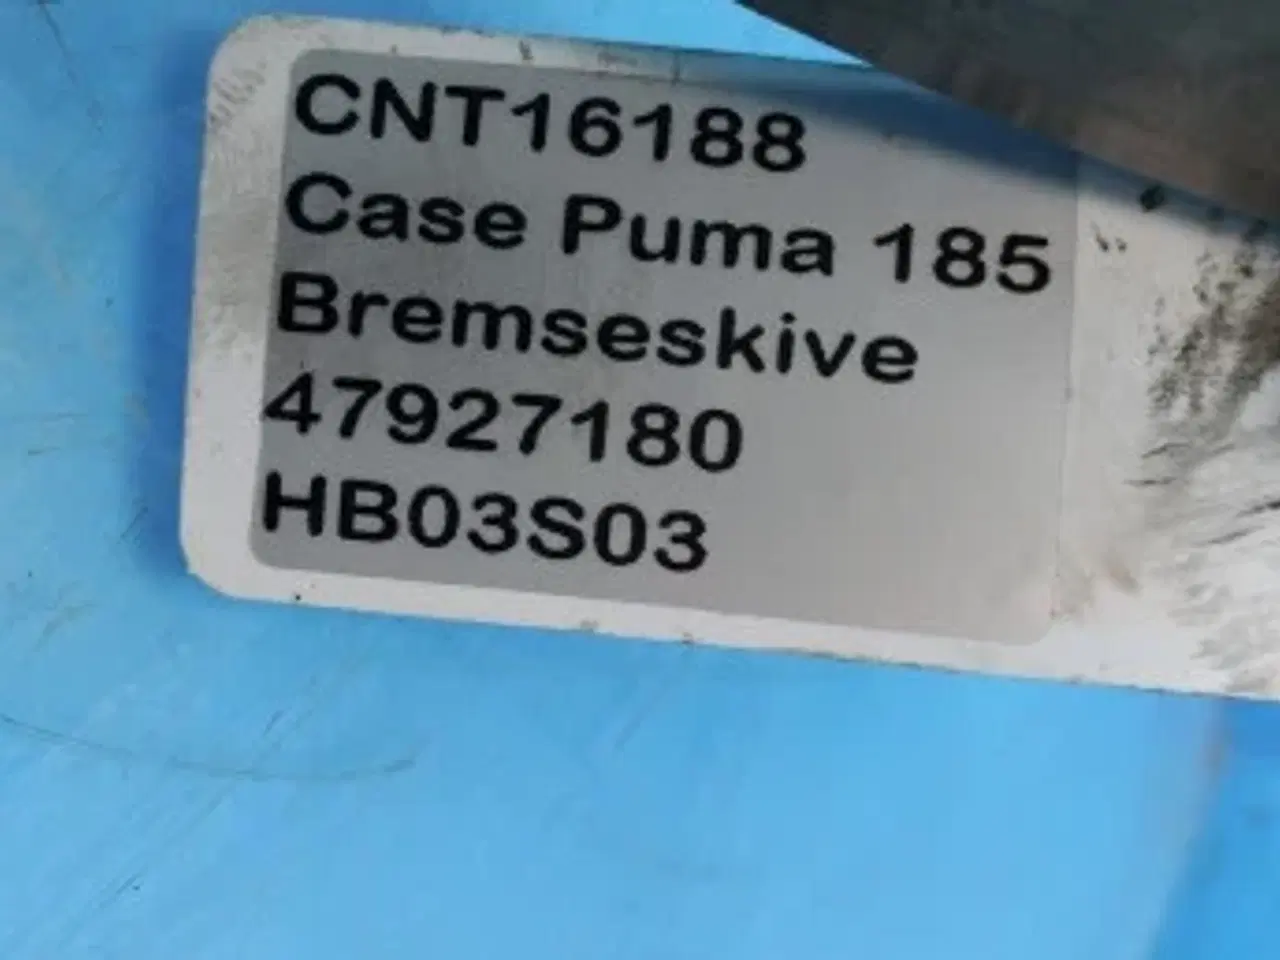 CNT16188
Case Puma 185
Bremseskive
47927180
HB03S03